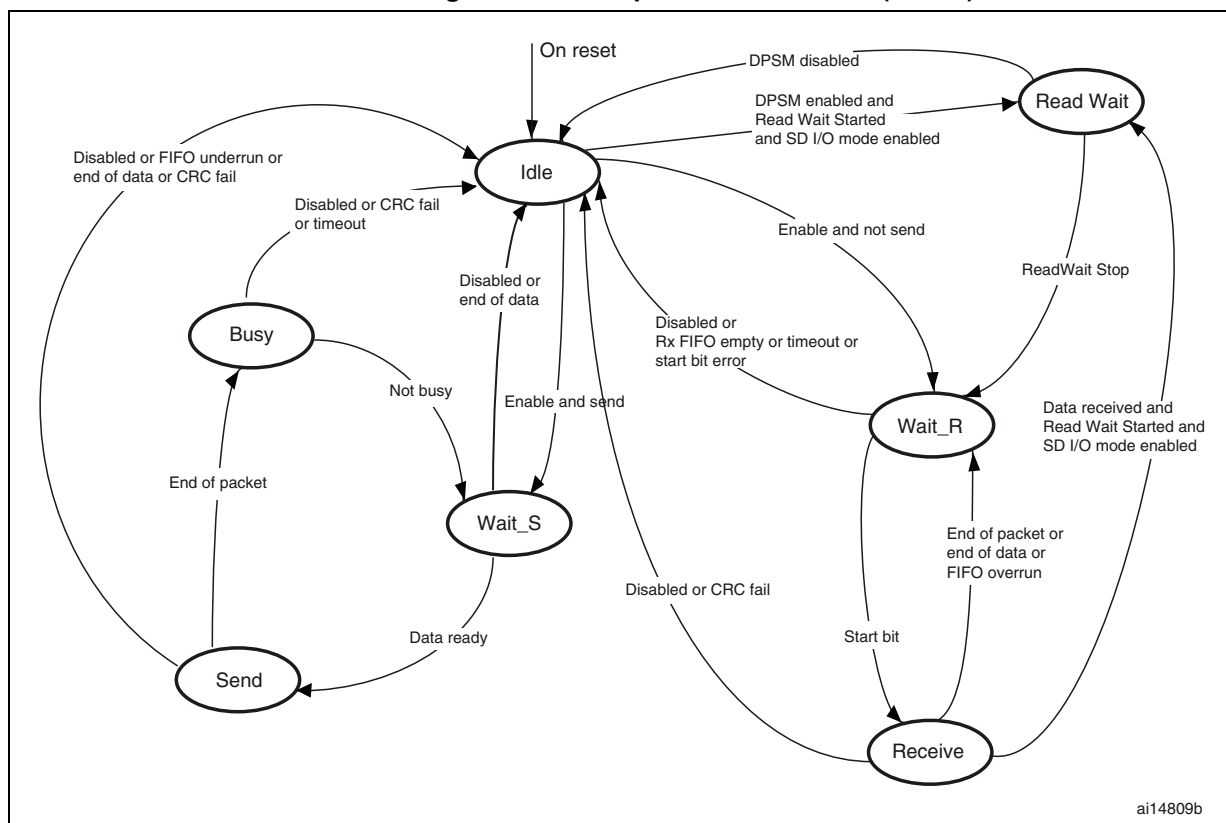 On reset
DPSM disabled
Read Wait
DPSM enabled and
Read Wait Started
and SD I/O mode enabled
Disabled or FIFO underrun or
end of data or CRC fail
Idle
Disabled or CRC fail
or timeout
Enable and not send
ReadWait Stop
Disabled or
end of data
Disabled or
Rx FIFO empty or timeout or
start bit error
Busy
Not busy
Enable and send
Wait_R
Data received and
Read Wait Started and
SD I/O mode enabled
End of packet
Wait_S
End of packet or
end of data or
FIFO overrun
Disabled or CRC fail
Data ready
Start bit
Send
Receive
ai14809b